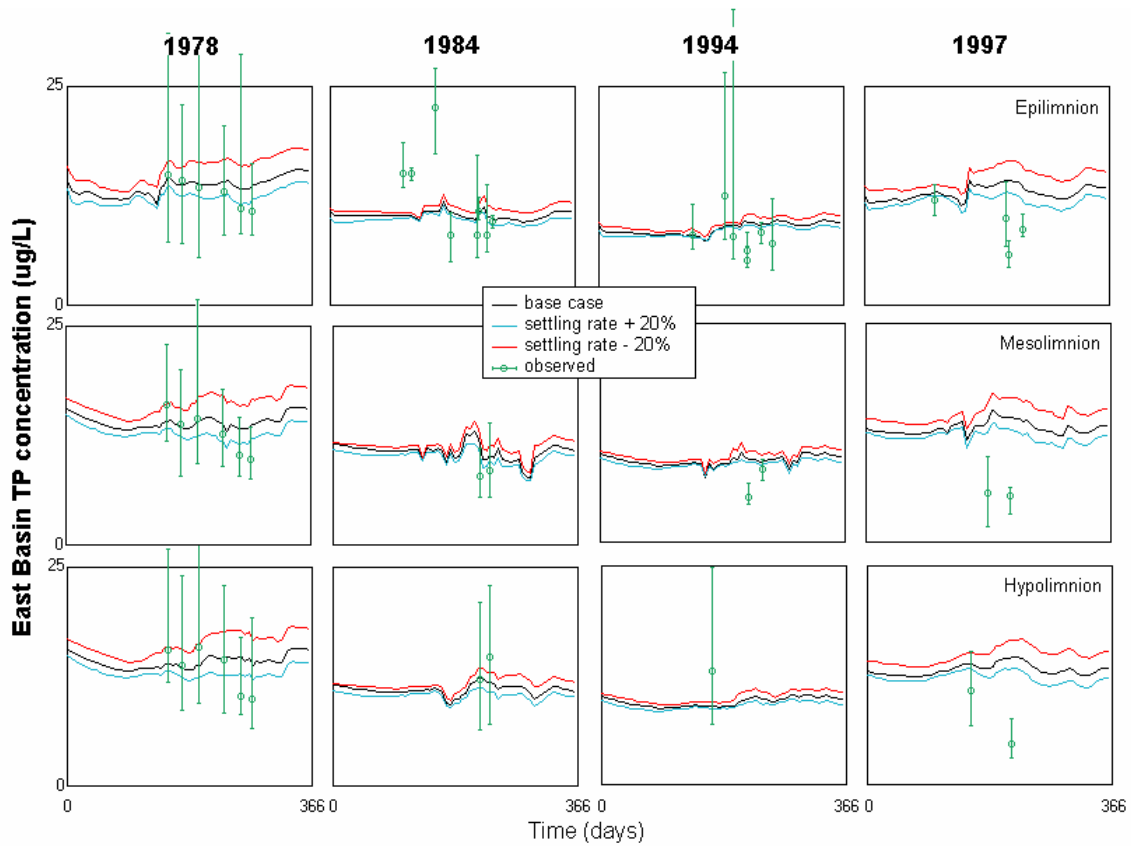 1978 1984 1994 1997
East Basin TP concentration (ug/L)
25
Epilimnion
0
base case
settling rate + 20%
settling rate - 20%
observed
25
Mesolimnion
0
25
Hypolimnion
0
0 366 0 366 0 366 0 366
Time (days)